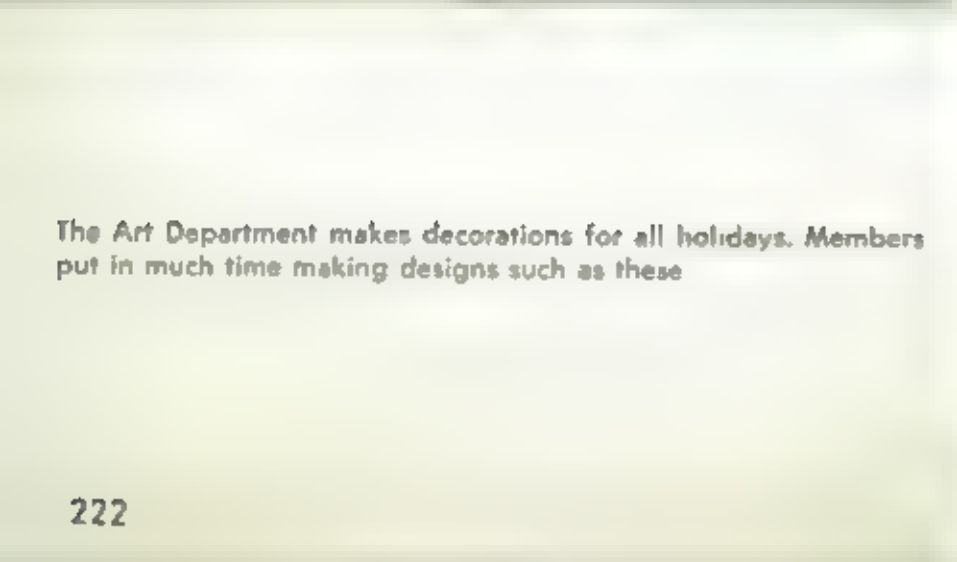 The Art Department makes decorations for all holidays. Members
put in much time making designs such as these
222